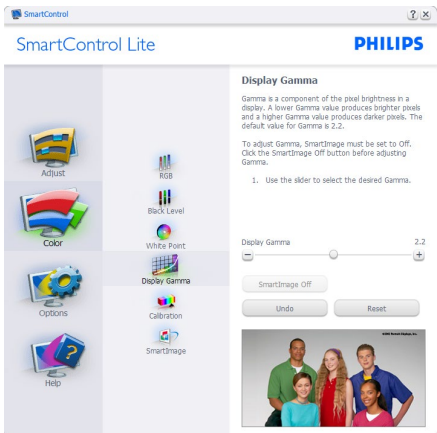 SmartControl
SmartControl Lite
PHILIPS
Adjust
Color
Options
Help
RGB
Black Level
White Point
Display Gamma
Calibration
SmartImage
Display Gamma
Gamma is a component of the pixel brightness in a
display. A lower Gamma value produces brighter pixels
and a higher Gamma value produces darker pixels. The
default value for Gamma is 2.2.
To adjust Gamma, SmartImage must be set to Off.
Click the SmartImage Off button before adjusting
Gamma.
1. Use the slider to select the desired Gamma.
Display Gamma 2.2
SmartImage Off
Undo Reset